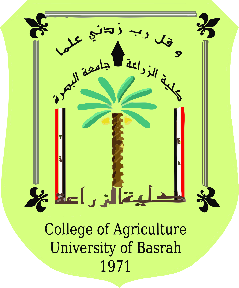 وقل رب زدني علما
كلية الزراعة جامعة البصرة
كلية الزراعة
College of Agriculture
University of Basrah
1971